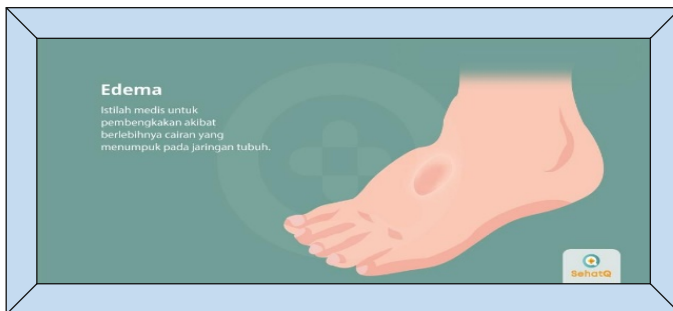 Edema
Istilah medis untuk
pembengkakan akibat
berlebihnya cairan yang
menumpuk pada jaringan tubuh.
SehatQ